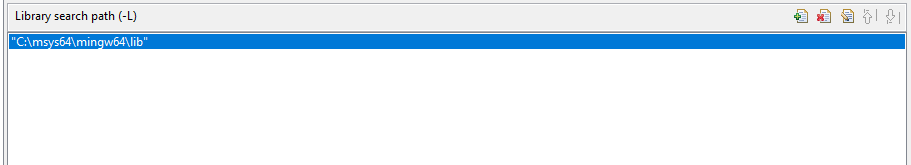 Library search path (-L)
"C:\msys64\mingw64\lib"